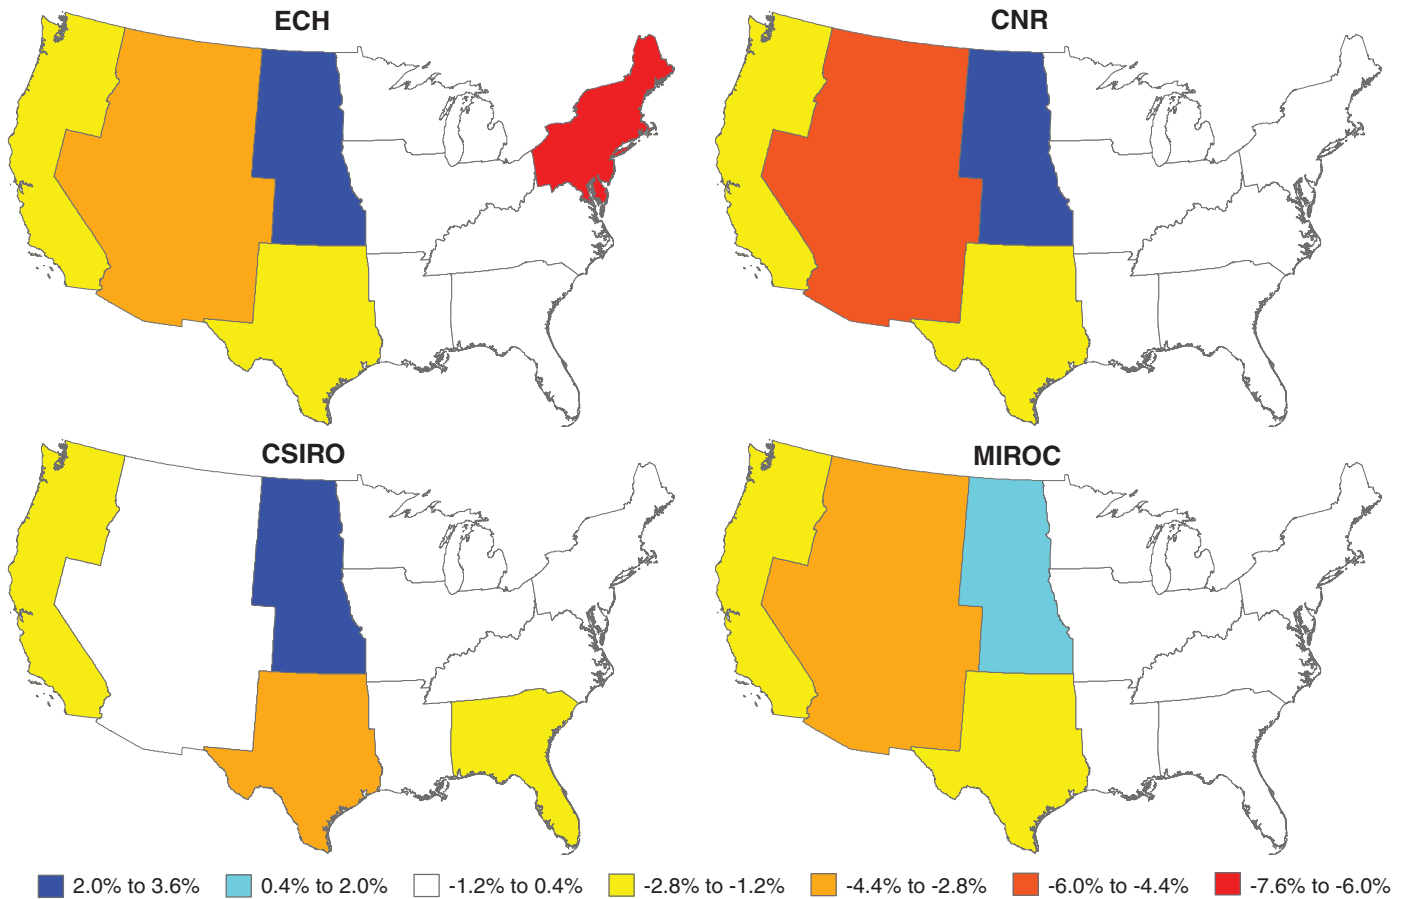 ECH
CNR
CSIRO
MIROC
2.0% to 3.6%
0.4% to 2.0%
-1.2% to 0.4%
-2.8% to -1.2%
-4.4% to -2.8%
-6.0% to -4.4%
-7.6% to -6.0%